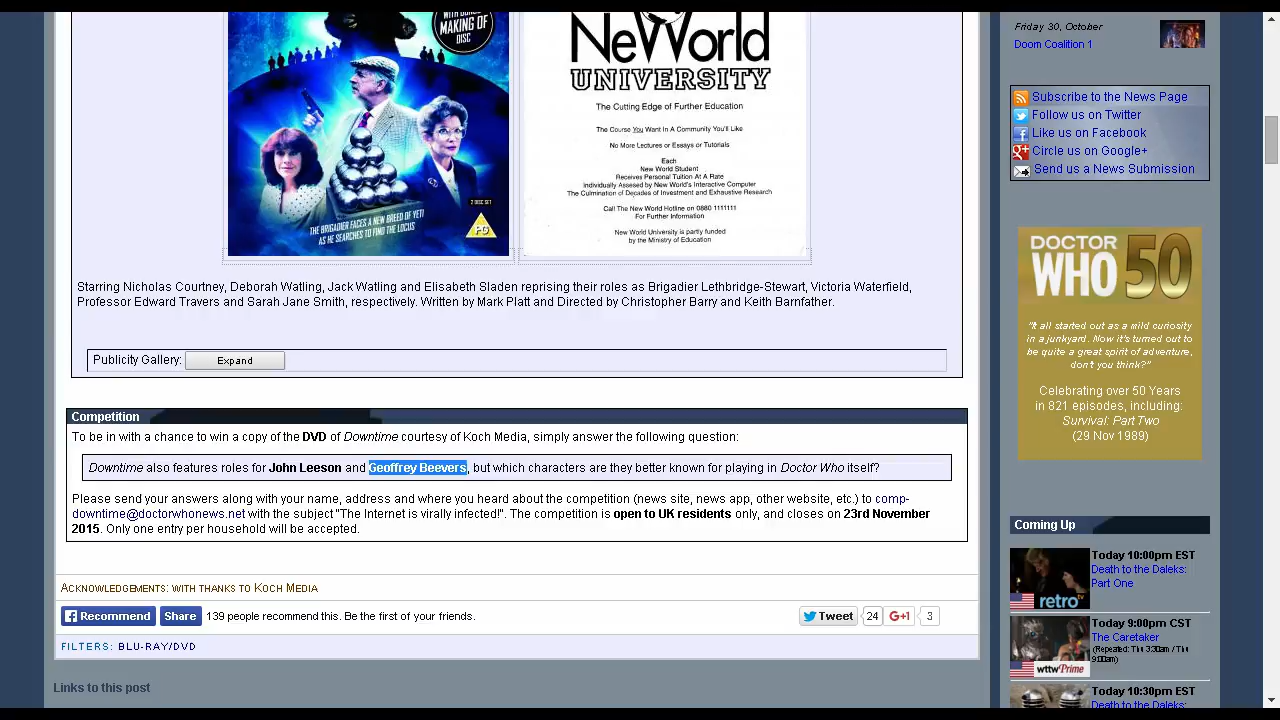 MAKING OF
DISC
THE BRIGADIER FACES A NEW BREED OF YETI
AS HE SEARCHES TO FIND THE LOCUS
2 DISC SET
PG
NeWorld
UNIVERSITY
The Cutting Edge of Further Education
The Course You Want In A Community You'll Like
No More Lectures or Essays or Tutorials
Each
New World Student
Receives Personal Tuition At A Rate
Individually Assesed by New World's Interactive Computer
The Culmination of Decades of Investment and Exhaustive Research
Call The New World Hotline on 0880 1111111
For Further Information
New World University is partly funded
by the Ministry of Education
Starring Nicholas Courtney, Deborah Watling, Jack Watling and Elisabeth Sladen reprising their roles as Brigadier Lethbridge-Stewart, Victoria Waterfield,
Professor Edward Travers and Sarah Jane Smith, respectively. Written by Mark Platt and Directed by Christopher Barry and Keith Barnfather.
Publicity Gallery: Expand
Competition
To be in with a chance to win a copy of the DVD of Downtime courtesy of Koch Media, simply answer the following question:
Downtime also features roles for John Leeson and Geoffrey Beevers, but which characters are they better known for playing in Doctor Who itself?
Please send your answers along with your name, address and where you heard about the competition (news site, news app, other website, etc.) to comp-
downtime@doctorwhonews.net with the subject "The Internet is virally infected!". The competition is open to UK residents only, and closes on 23rd November
2015. Only one entry per household will be accepted.
ACKNOWLEDGEMENTS: WITH THANKS TO KOCH MEDIA
Recommend Share 139 people recommend this. Be the first of your friends.
Tweet 24 +1 3
FILTERS: BLU-RAY/DVD
Links to this post
Friday 30, October
Doom Coalition 1
Subscribe to the News Page
Follow us on Twitter
Like us on Facebook
Circle us on Google+
Send us a News Submission
DOCTOR
WHO 50
"It all started out as a mild curiosity
in a junkyard. Now it's turned out to
be quite a great spirit of adventure,
don't you think?"
Celebrating over 50 Years
in 821 episodes, including:
Survival: Part Two
(29 Nov 1989)
Coming Up
retro tv
Today 10:00pm EST
Death to the Daleks:
Part One
wttw Prime
Today 9:00pm CST
The Caretaker
(Repeated: Thu 3:30am / Thu
9:00am)
Today 10:30pm EST
Death to the Daleks: